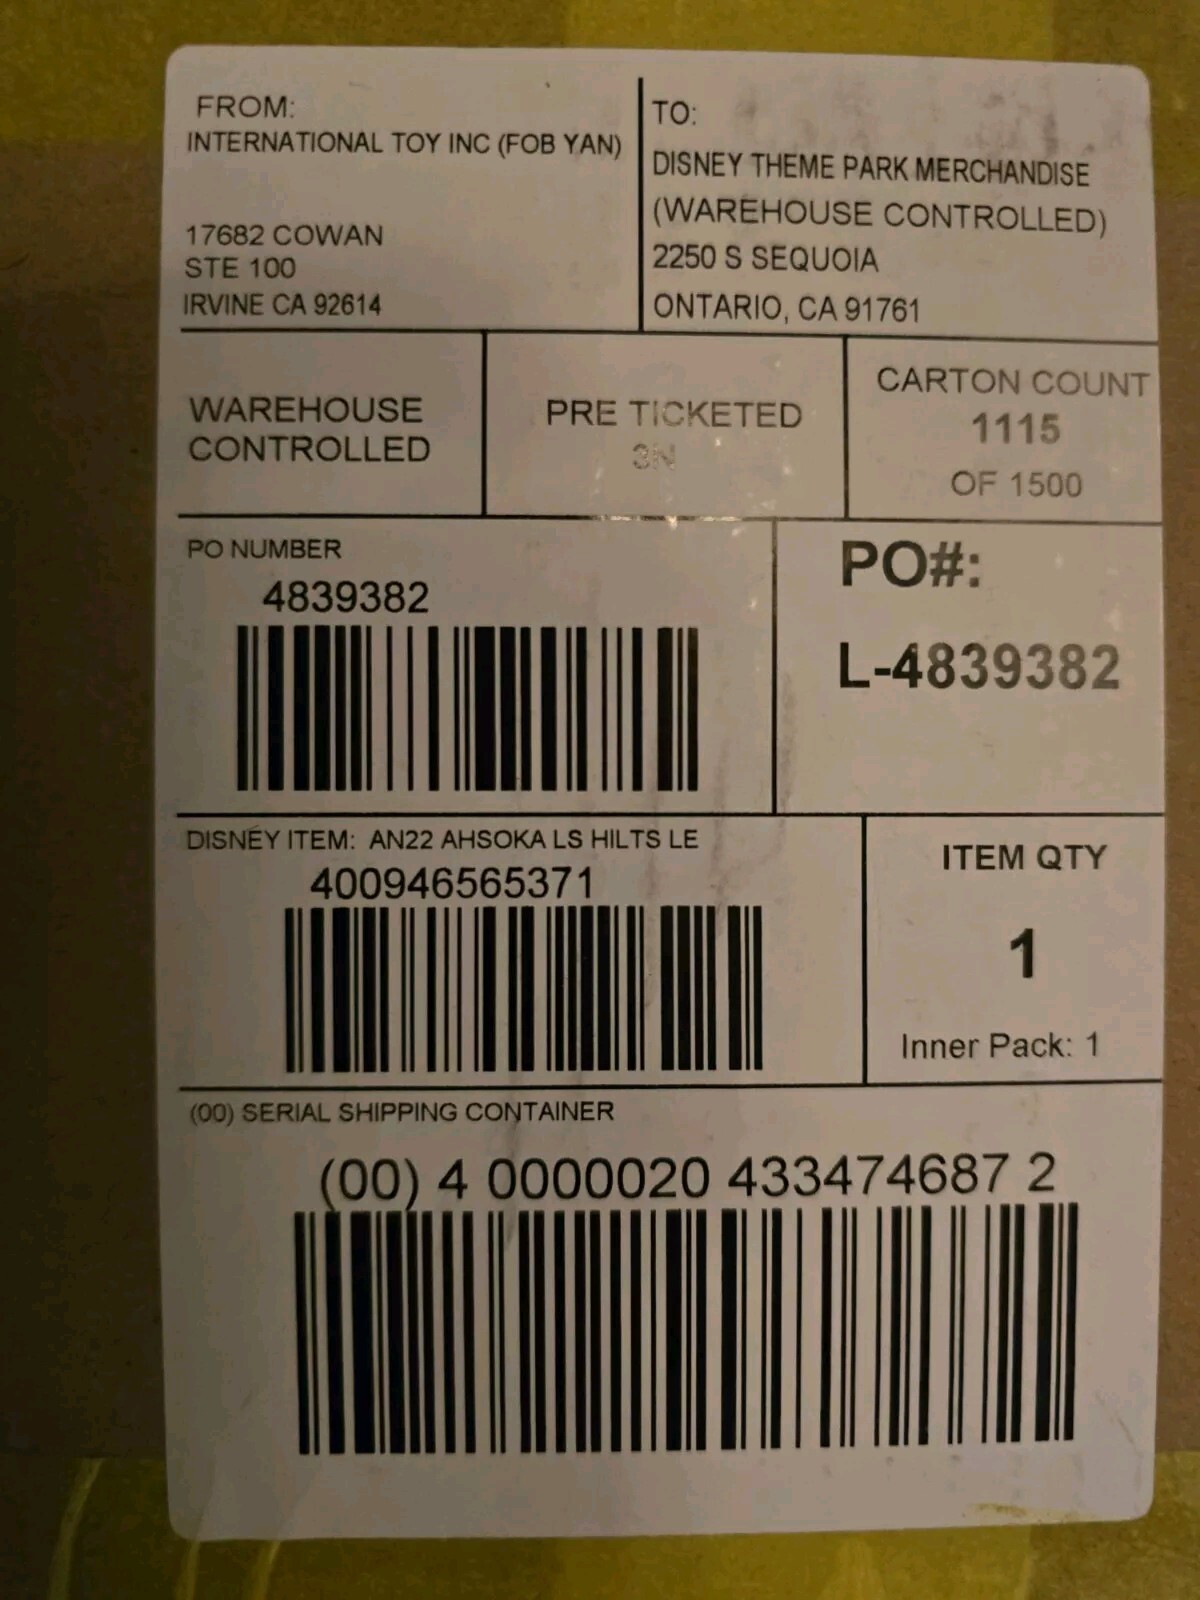 FROM:
INTERNATIONAL TOY INC (FOB YAN)
17682 COWAN
STE 100
IRVINE CA 92614
TO:
DISNEY THEME PARK MERCHANDISE
(WAREHOUSE CONTROLLED)
2250 S SEQUOIA
ONTARIO, CA 91761
WAREHOUSE
CONTROLLED
PRE TICKETED
3N
CARTON COUNT
1115
OF 1500
PO NUMBER
4839382
PO#:
L-4839382
DISNEY ITEM: AN22 AHSOKA LS HILTS LE
400946565371
ITEM QTY
1
Inner Pack: 1
(00) SERIAL SHIPPING CONTAINER
(00) 4 0000020 433474687 2